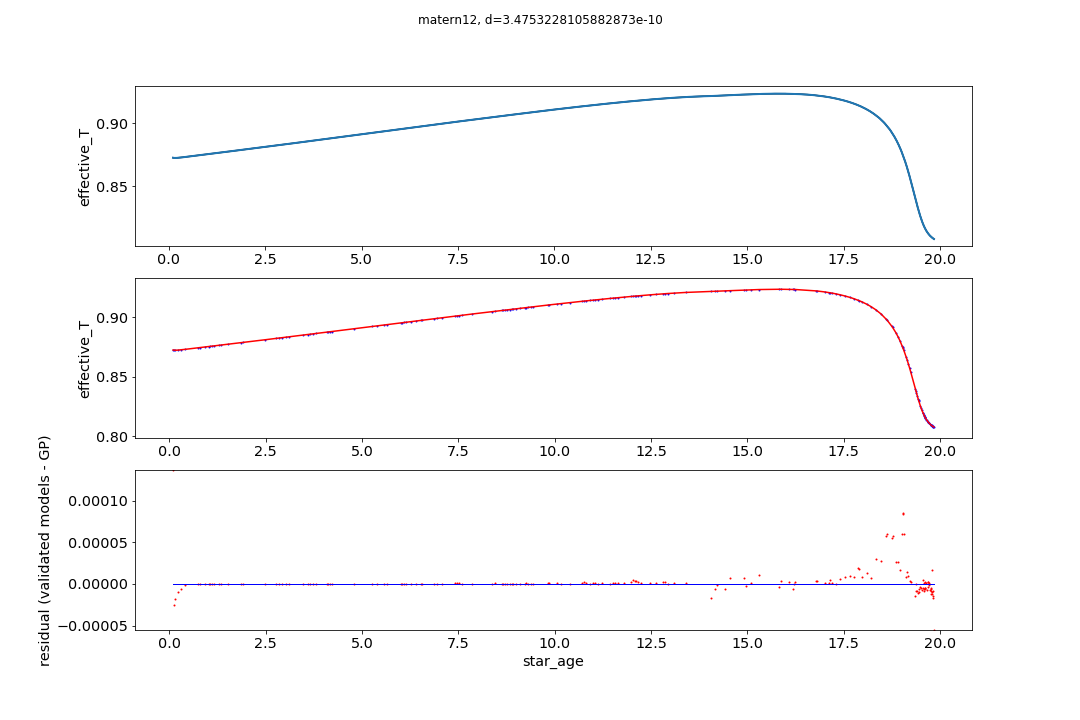 matern12, d=3.4753228105882873e-10
effective_T
0.90
0.85
0.0 2.5 5.0 7.5 10.0 12.5 15.0 17.5 20.0
effective_T
0.90
0.85
0.80
0.0 2.5 5.0 7.5 10.0 12.5 15.0 17.5 20.0
residual (validated models - GP)
0.00010
0.00005
0.00000
−0.00005
0.0 2.5 5.0 7.5 10.0 12.5 15.0 17.5 20.0
star_age